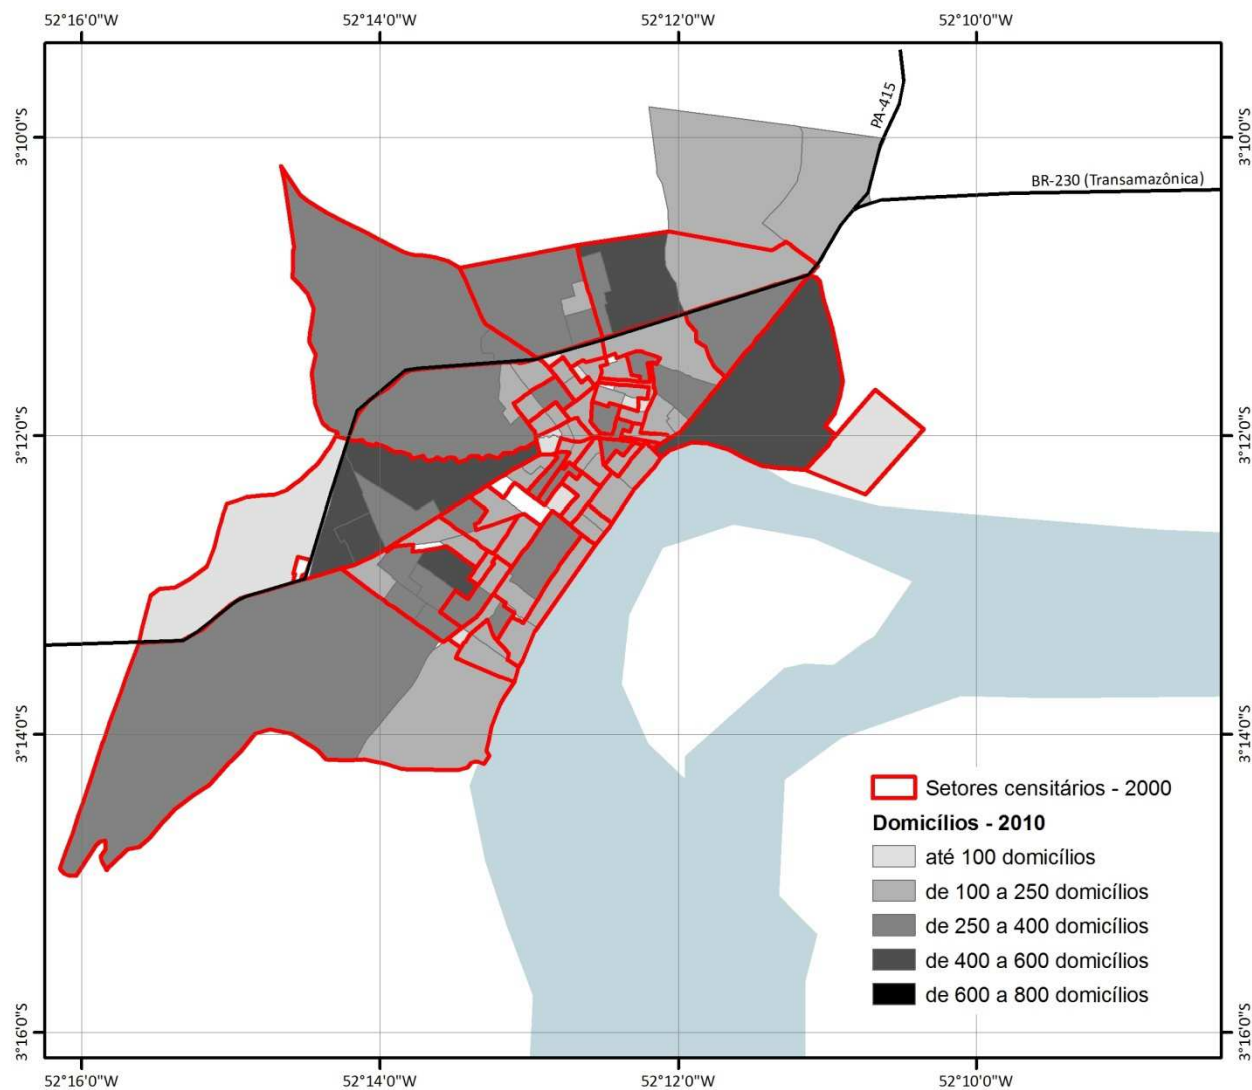 52°16'0"W 52°14'0"W 52°12'0"W 52°10'0"W
PA-415
3°10'0"S 3°10'0"S
BR-230 (Transamazônica)
3°12'0"S 3°12'0"S
3°14'0"S 3°14'0"S
Setores censitários - 2000
Domicílios - 2010
até 100 domicílios
de 100 a 250 domicílios
de 250 a 400 domicílios
de 400 a 600 domicílios
de 600 a 800 domicílios
3°16'0"S 3°16'0"S
52°16'0"W 52°14'0"W 52°12'0"W 52°10'0"W